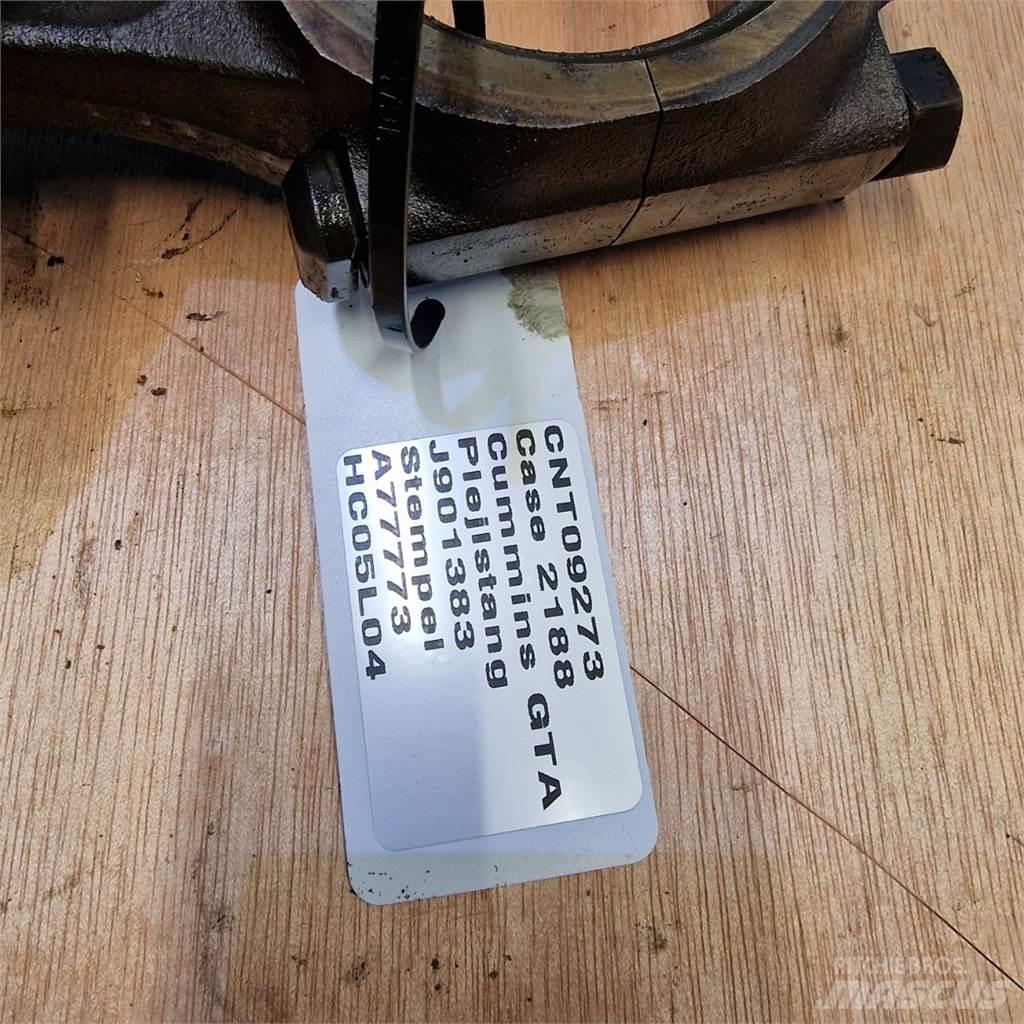 CNT09273
Case 2188
Cummins GTA
Plejlstang
J901383
Stempel
A77773
HC05L04
RITCHIE BROS.
MASCUS